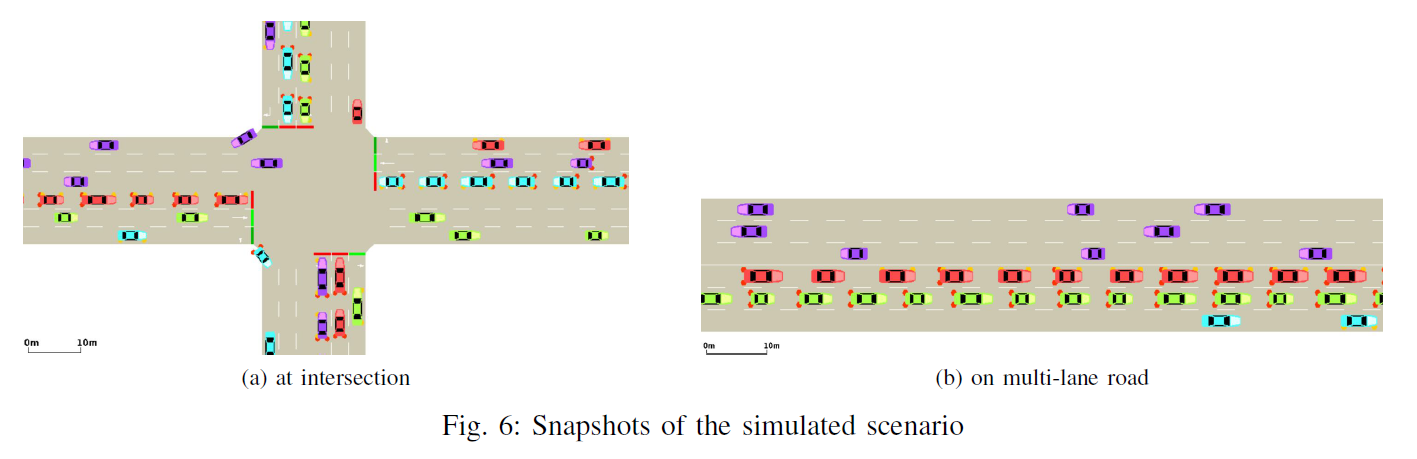 0m 10m
0m 10m
(a) at intersection
(b) on multi-lane road
Fig. 6: Snapshots of the simulated scenario